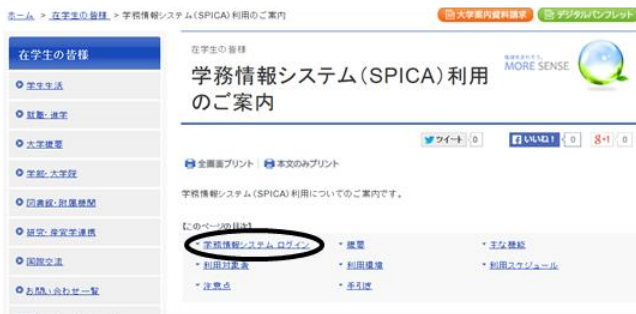 ホーム > 在学生の皆様 > 学務情報システム(SPICA)利用のご案内
大学案内資料請求
デジタルパンフレット
在学生の皆様
学生生活
就職・進学
大学概要
学部・大学院
図書館・附属機関
研究・産官学連携
国際交流
お問い合わせ一覧
在学生の皆様
学務情報システム(SPICA)利用
のご案内
MORE SENSE
ツイート 0
いいね! 0
g+1 0
全画面プリント 本文のみプリント
学務情報システム(SPICA)利用についてのご案内です。
【このページの目次】
・学務情報システム ログイン ・概要 ・主な機能
・利用対象者 ・利用環境 ・利用スケジュール
・注意点 ・手引き